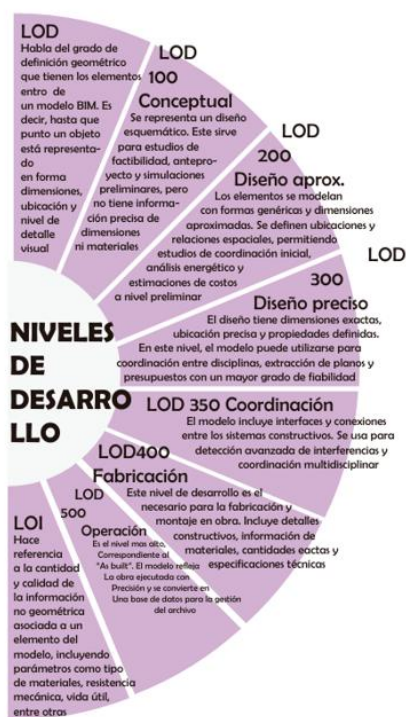 LOD
Habla del grado de
definición geométrico
que tienen los elementos
entro de
un modelo BIM. Es
decir, hasta que
punto un objeto
está representa-
do
en forma
dimensiones,
ubicación y
nivel de
detalle
visual
LOD
100
Conceptual
Se representa un diseño
esquemático. Este sirve
para estudios de
factibilidad, antepro-
yecto y simulaciones
preliminares, pero
no tiene informa-
ción precisa de
dimensiones
ni materiales
LOD
200
Diseño aprox.
Los elementos se modelan
con formas genéricas y dimensiones
aproximadas. Se definen ubicaciones y
relaciones espaciales, permitiendo
estudios de coordinación inicial,
análisis energético y
estimaciones de costos
a nivel preliminar
LOD
300
Diseño preciso
El diseño tiene dimensiones exactas,
ubicación precisa y propiedades definidas.
En este nivel, el modelo puede utilizarse para
coordinación entre disciplinas, extracción de planos y
presupuestos con un mayor grado de fiabilidad
NIVELES
DE
DESARRO
LLO
LOD 350 Coordinación
El modelo incluye interfaces y conexiones
entre los sistemas constructivos. Se usa para
detección avanzada de interferencias y
coordinación multidisciplinar
LOD400
Fabricación
Este nivel de desarrollo es el
necesario para la fabricación y
montaje en obra. Incluye detalles
constructivos, información de
materiales, cantidades eactas y
especificaciones técnicas
LOD
500
Operación
Es el nivel mas alto,
Correspondiente al
"As built". El modelo refleja
La obra ejecutada con
Precisión y se convierte en
Una base de datos para la gestión
del archivo
LOI
Hace
referencia
a la cantidad
y calidad de
la información
no geométrica
asociada a un
elemento del
modelo, incluyendo
parámetros como tipo
de materiales, resistencia
mecánica, vida útil,
entre otras